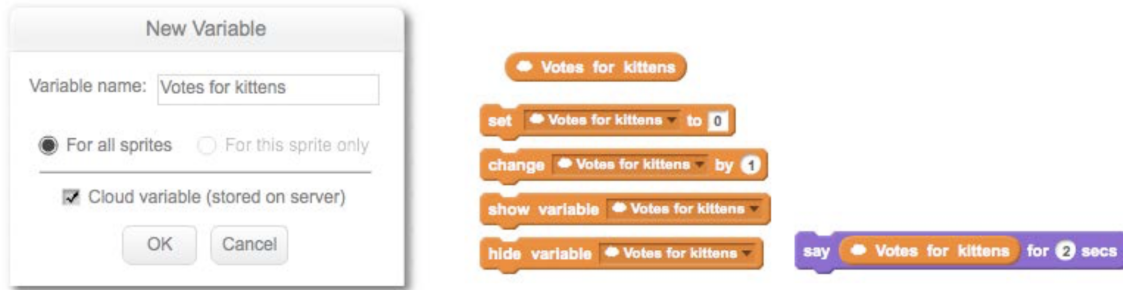 New Variable
Variable name: Votes for kittens
For all sprites For this sprite only
Cloud variable (stored on server)
OK Cancel
Votes for kittens
set Votes for kittens to 0
change Votes for kittens by 1
show variable Votes for kittens
hide variable Votes for kittens
say Votes for kittens for 2 secs